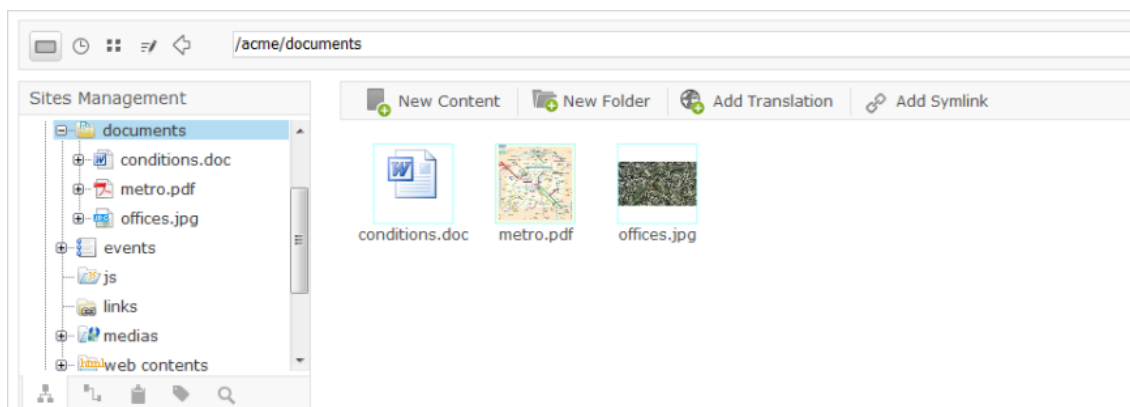 /acme/documents
Sites Management
documents
conditions.doc
metro.pdf
offices.jpg
events
js
links
medias
web contents
New Content
New Folder
Add Translation
Add Symlink
conditions.doc
metro.pdf
offices.jpg